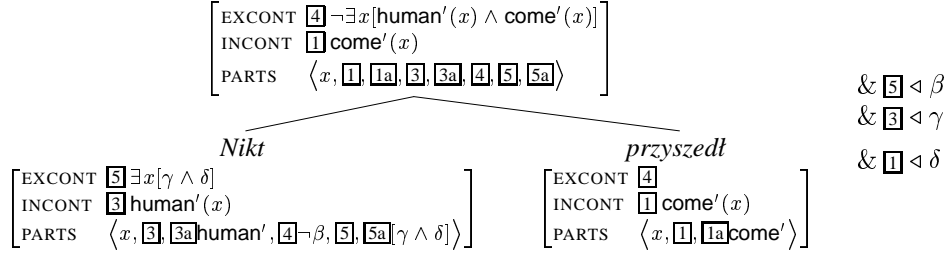 EXCONT 4 ¬∃x[human′(x) ∧ come′(x)]
INCONT 1 come′(x)
PARTS ⟨x, 1, 1a, 3, 3a, 4, 5, 5a⟩
& 5 ◃ β
& 3 ◃ γ
& 1 ◃ δ
Nikt
EXCONT 5 ∃x[γ ∧ δ]
INCONT 3 human′(x)
PARTS ⟨x, 3, 3a human′, 4 ¬β, 5, 5a [γ ∧ δ]⟩
przyszedł
EXCONT 4
INCONT 1 come′(x)
PARTS ⟨x, 1, 1a come′⟩